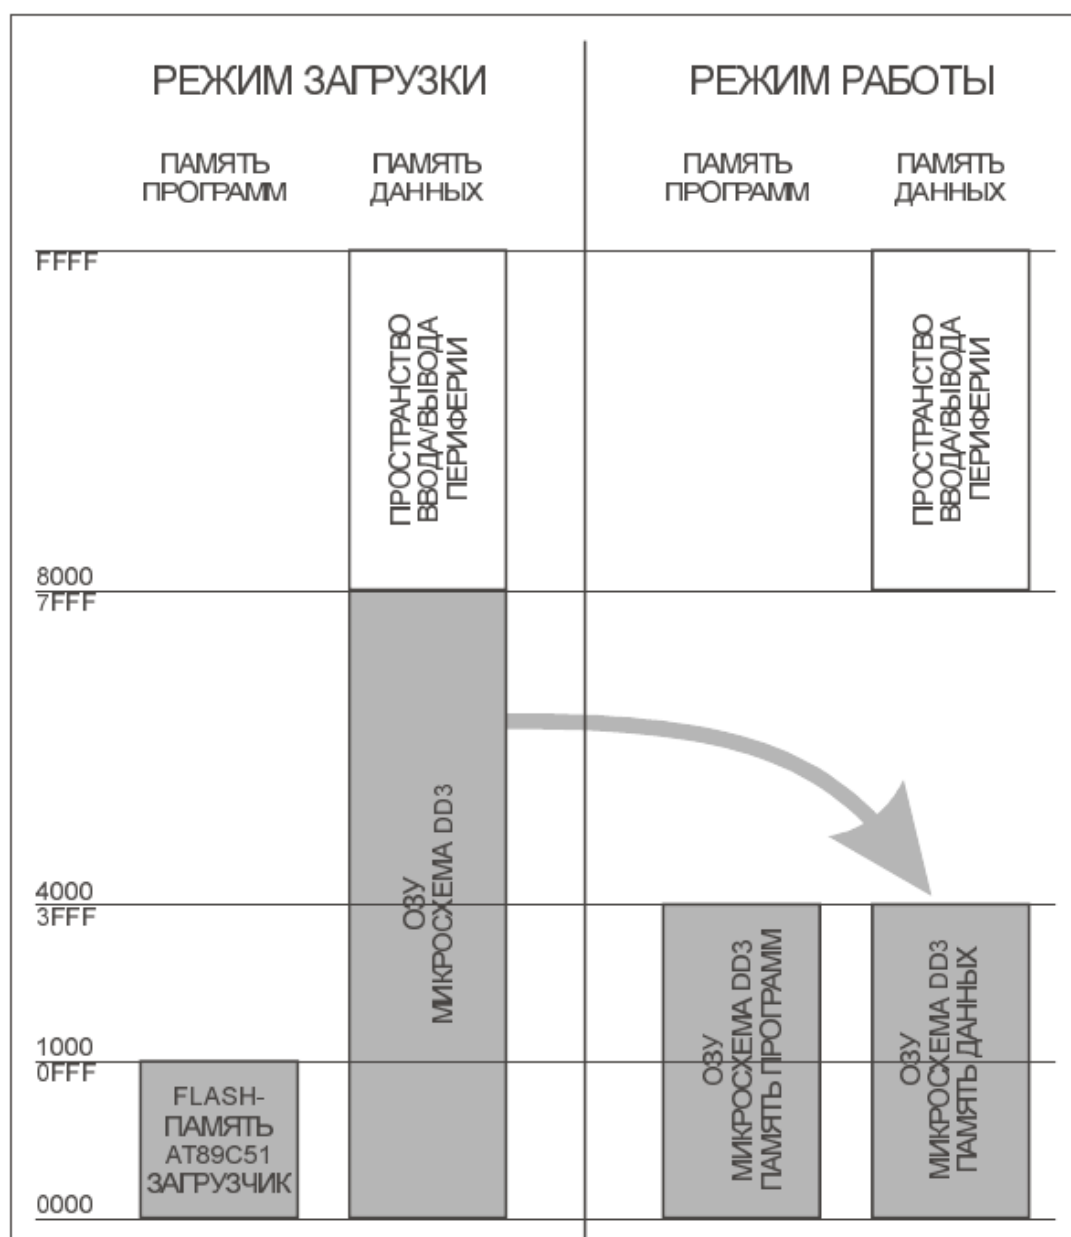 РЕЖИМ ЗАГРУЗКИ
РЕЖИМ РАБОТЫ
ПАМЯТЬ
ПРОГРАММ
ПАМЯТЬ
ДАННЫХ
ПАМЯТЬ
ПРОГРАММ
ПАМЯТЬ
ДАННЫХ
FFFF
ПРОСТРАНСТВО
ВВОДА/ВЫВОДА
ПЕРИФЕРИИ
ПРОСТРАНСТВО
ВВОДА/ВЫВОДА
ПЕРИФЕРИИ
8000
7FFF
ОЗУ
МИКРОСХЕМА DD3
4000
3FFF
ОЗУ
МИКРОСХЕМА DD3
ПАМЯТЬ ПРОГРАММ
ОЗУ
МИКРОСХЕМА DD3
ПАМЯТЬ ДАННЫХ
1000
0FFF
FLASH-
ПАМЯТЬ
AT89C51
ЗАГРУЗЧИК
0000